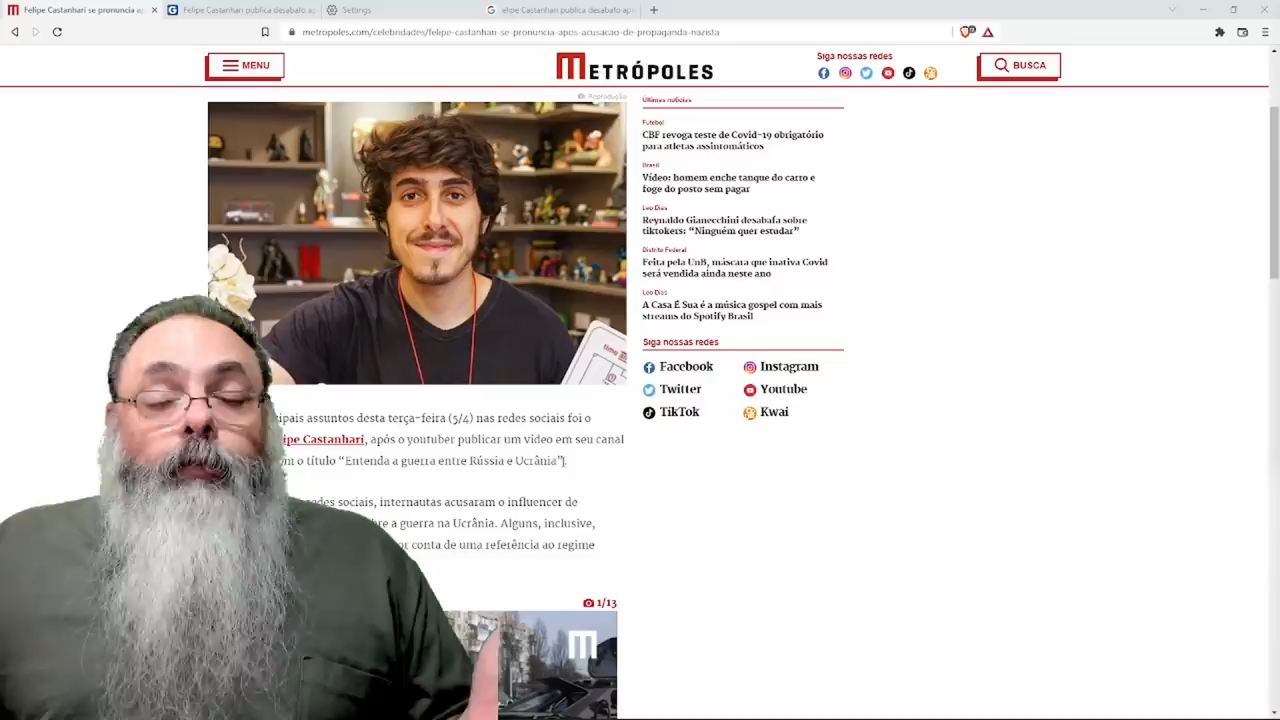 Felipe Castanhari se pronuncia ap
Felipe Castanhari publica desabafo ap
Settings
elipe Castanhari publica desabafo apó
metropoles.com/celebridades/felipe-castanhari-se-pronuncia-apos-acusacao-de-propaganda-nazista
MENU
METRÓPOLES
Siga nossas redes
BUSCA
Reprodução
Últimas notícias
Futebol
CBF revoga teste de Covid-19 obrigatório
para atletas assintomáticos
Brasil
Vídeo: homem enche tanque do carro e
foge do posto sem pagar
Leo Dias
Reynaldo Gianecchini desabafa sobre
tiktokers: “Ninguém quer estudar”
Distrito Federal
Feita pela UnB, máscara que inativa Covid
será vendida ainda neste ano
Leo Dias
A Casa É Sua é a música gospel com mais
streams do Spotify Brasil
Siga nossas redes
Facebook
Instagram
Twitter
Youtube
TikTok
Kwai
cipais assuntos desta terça-feira (5/4) nas redes sociais foi o
ipe Castanhari, após o youtuber publicar um vídeo em seu canal
om o título “Entenda a guerra entre Rússia e Ucrânia”].
redes sociais, internautas acusaram o influencer de
re a guerra na Ucrânia. Alguns, inclusive,
or conta de uma referência ao regime
1/13